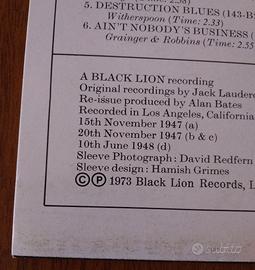 5. DESTRUCTION BLUES (143-B
Witherspoon (Time: 2.33)
6. AIN'T NOBODY'S BUSINESS (
Grainger & Robbins (Time: 2.55
A BLACK LION recording
Original recordings by Jack Laudere
Re-issue produced by Alan Bates
Recorded in Los Angeles, California
15th November 1947 (a)
20th November 1947 (b & c)
10th June 1948 (d)
Sleeve Photograph: David Redfern
Sleeve design: Hamish Grimes
©Ⓟ 1973 Black Lion Records, L
subito